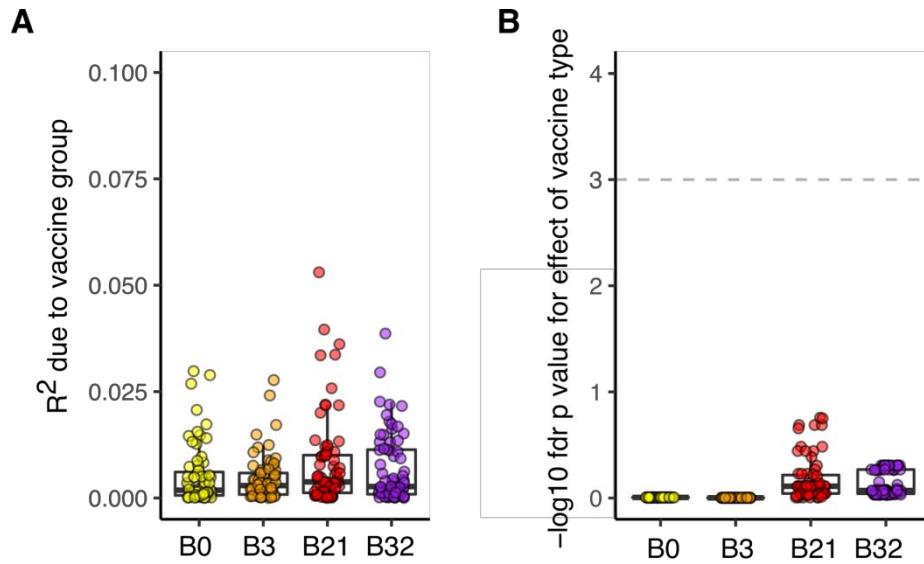 A
R² due to vaccine group
0.100
0.075
0.050
0.025
0.000
B0 B3 B21 B32
B
−log10 fdr p value for effect of vaccine type
4
3
2
1
0
B0 B3 B21 B32